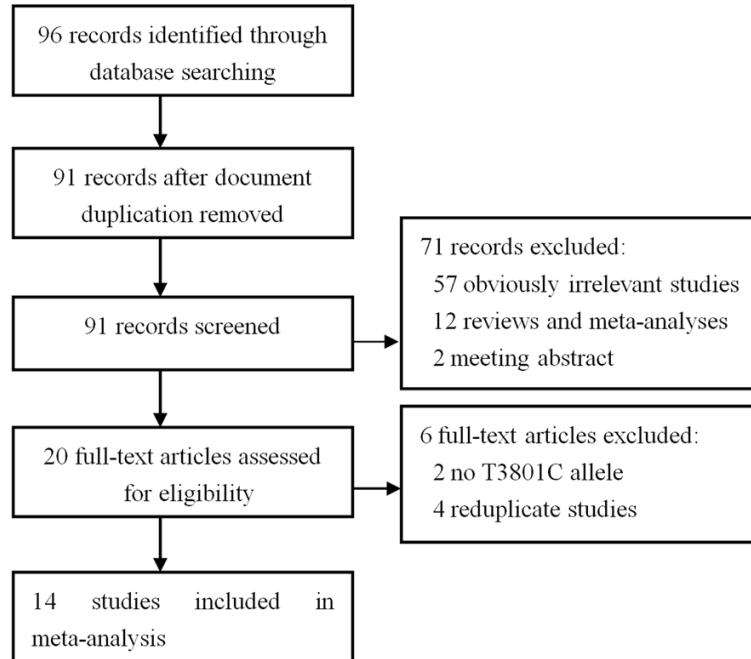 96 records identified through
database searching
91 records after document
duplication removed
91 records screened
71 records excluded:
57 obviously irrelevant studies
12 reviews and meta-analyses
2 meeting abstract
20 full-text articles assessed
for eligibility
6 full-text articles excluded:
2 no T3801C allele
4 reduplicate studies
14 studies included in
meta-analysis